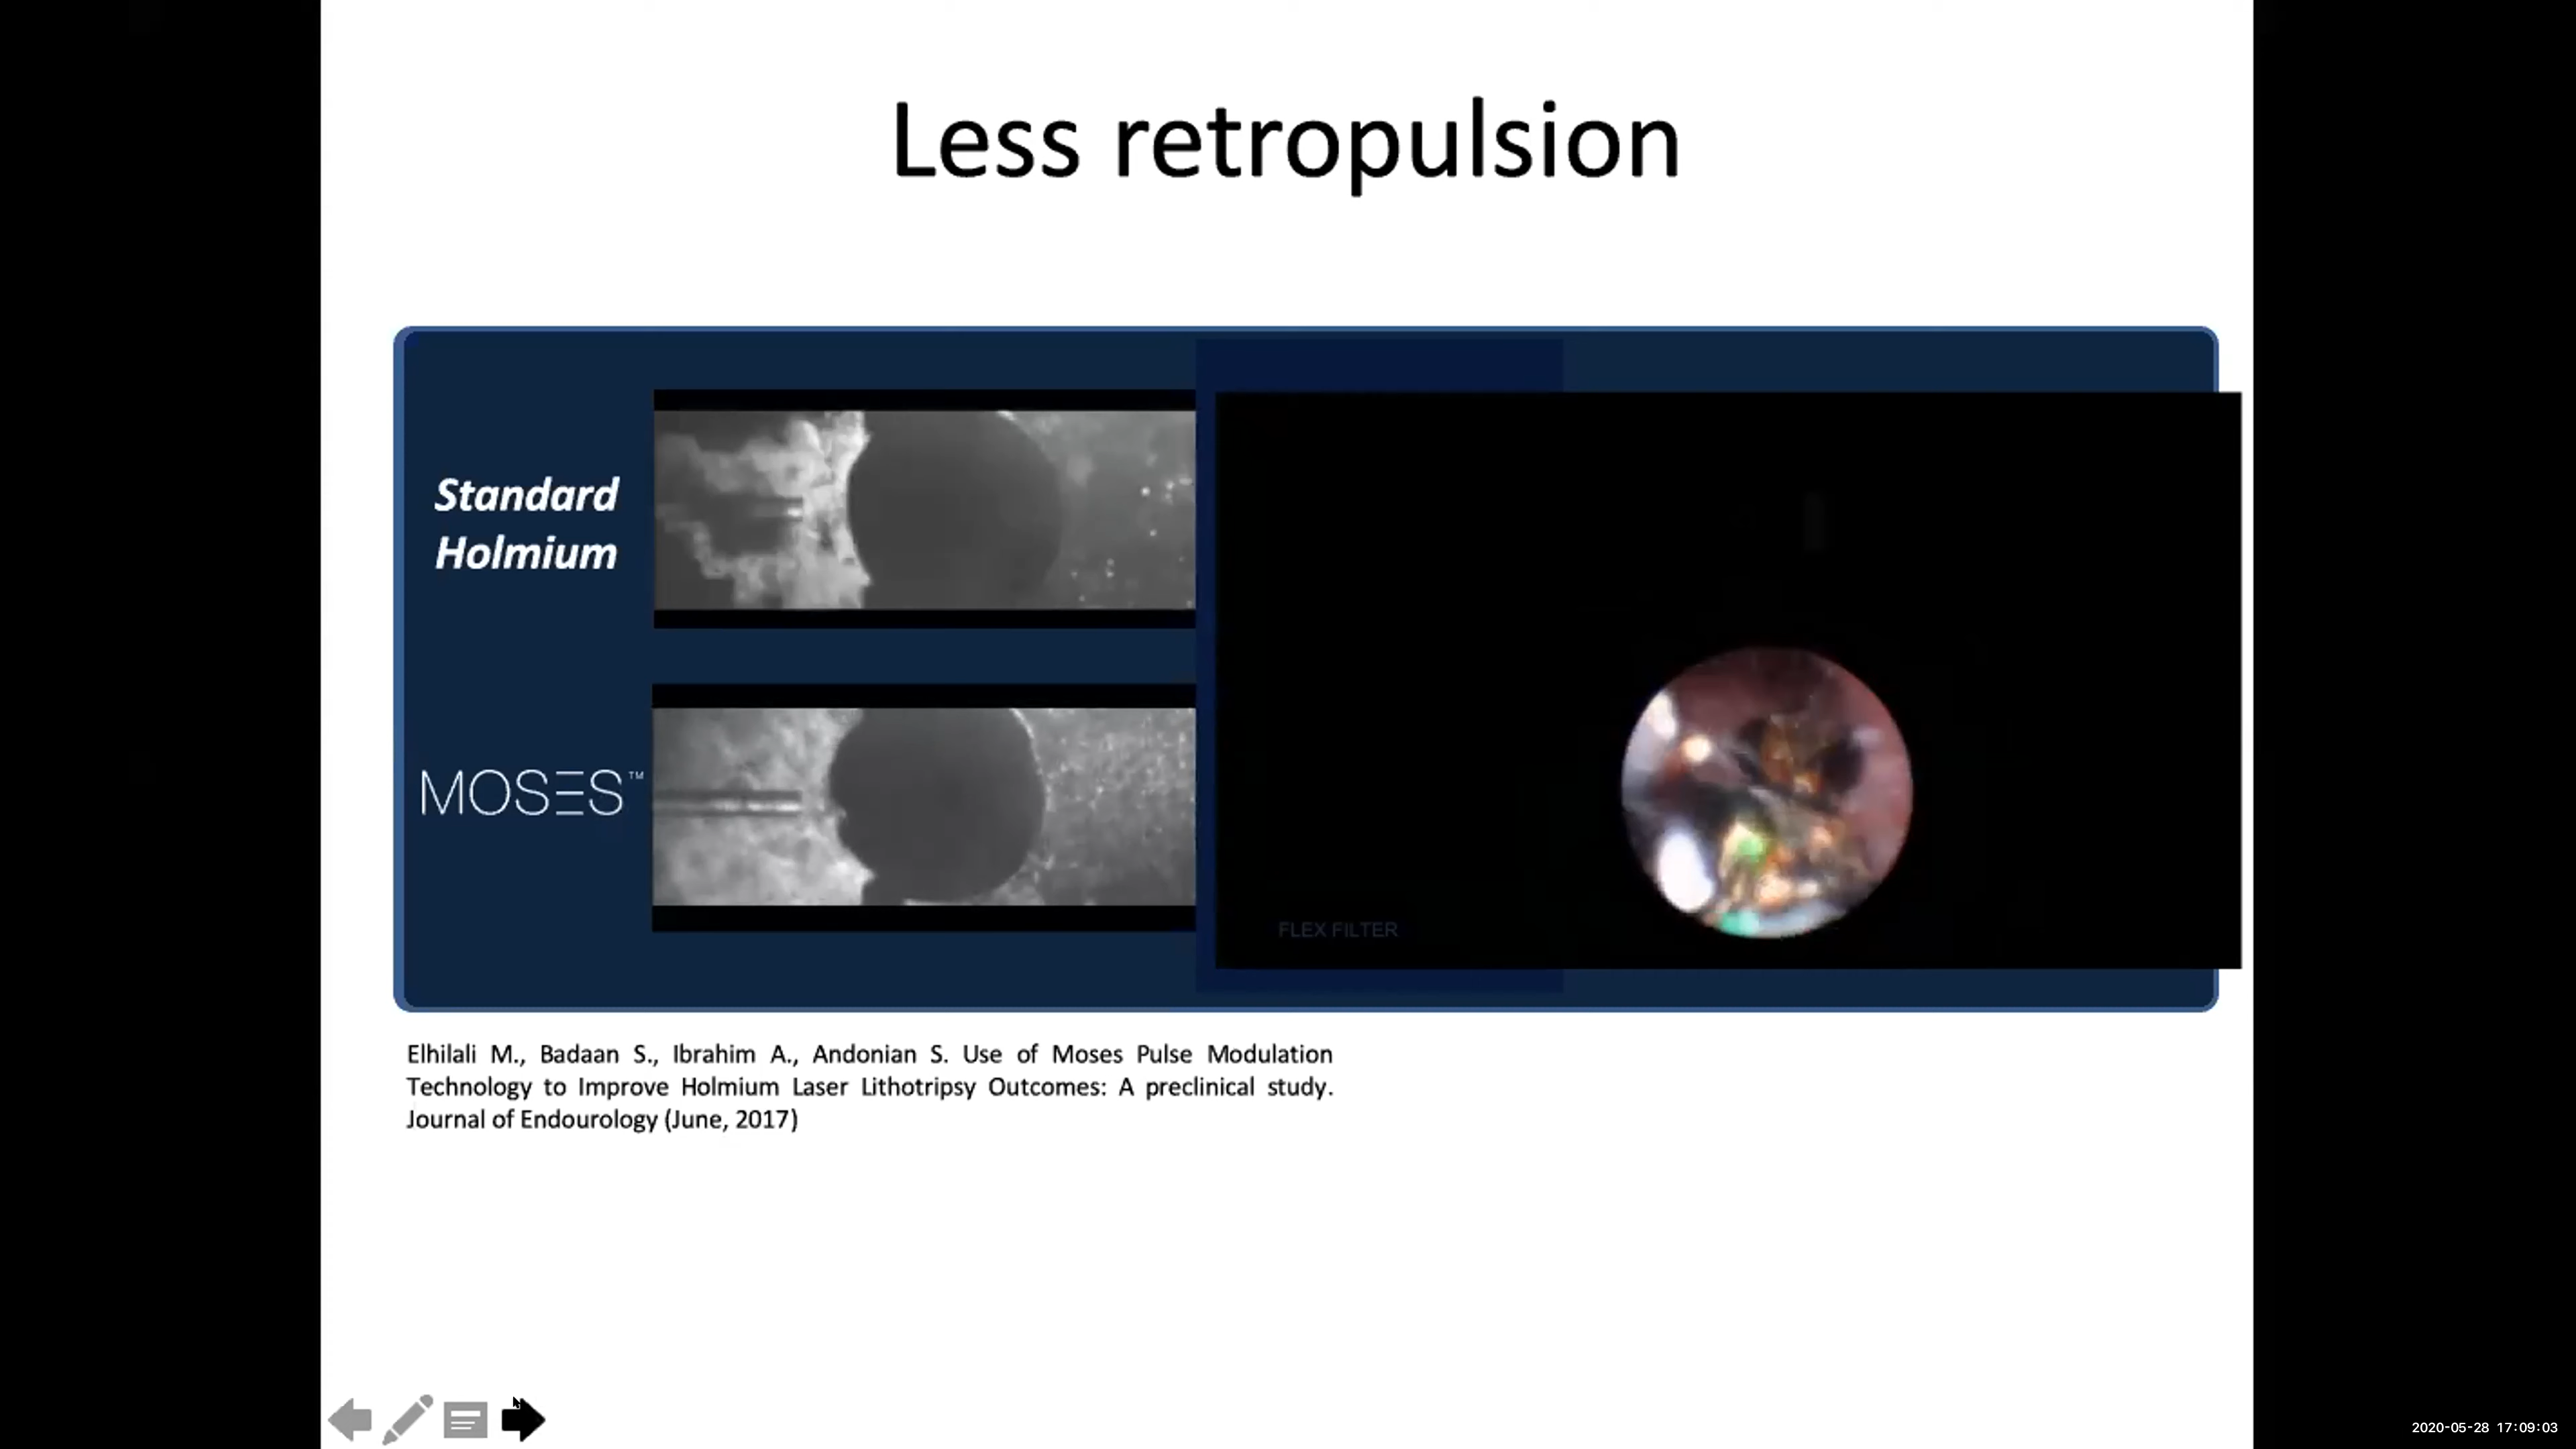 Less retropulsion
Standard
Holmium
MOSES™
FLEX FILTER
Elhilali M., Badaan S., Ibrahim A., Andonian S. Use of Moses Pulse Modulation
Technology to Improve Holmium Laser Lithotripsy Outcomes: A preclinical study.
Journal of Endourology (June, 2017)
2020-05-28 17:09:03